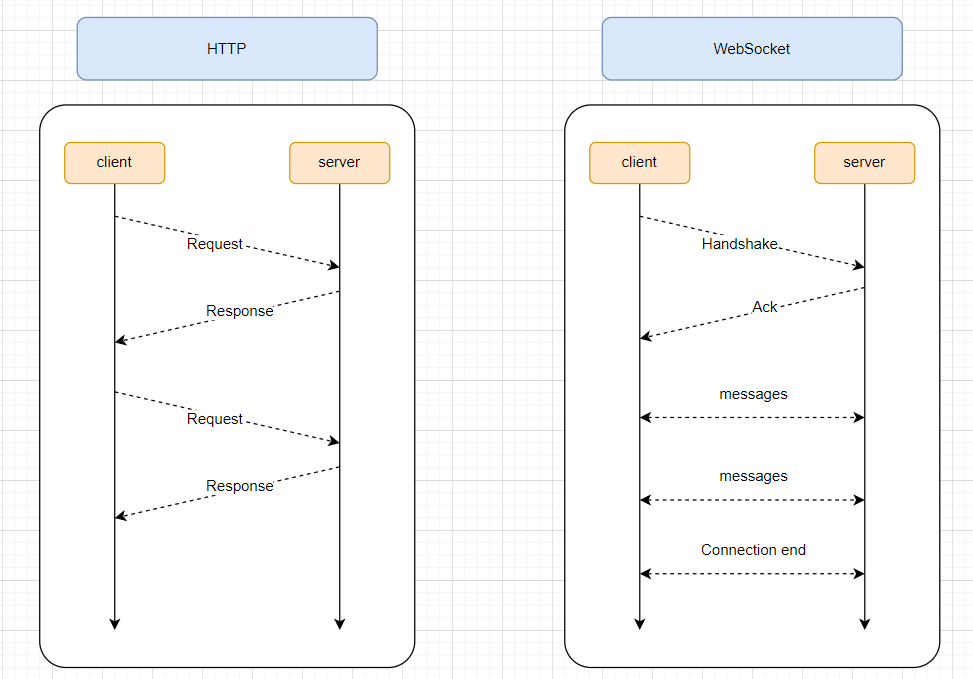 HTTP
client
server
Request
Response
Request
Response
WebSocket
client
server
Handshake
Ack
messages
messages
Connection end